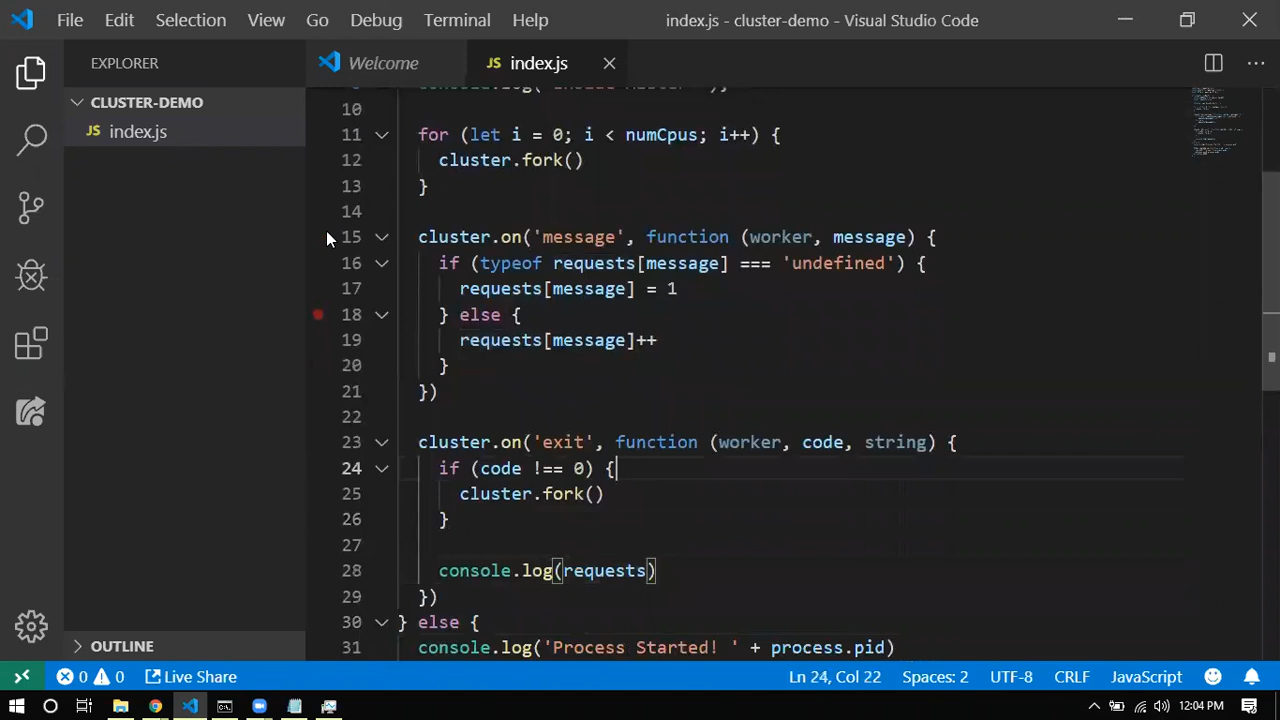 File Edit Selection View Go Debug Terminal Help index.js - cluster-demo - Visual Studio Code
EXPLORER
Welcome JS index.js
CLUSTER-DEMO
JS index.js
10
11 for (let i = 0; i < numCpus; i++) {
12 cluster.fork()
13 }
14
15 cluster.on('message', function (worker, message) {
16 if (typeof requests[message] === 'undefined') {
17 requests[message] = 1
18 } else {
19 requests[message]++
20 }
21 })
22
23 cluster.on('exit', function (worker, code, string) {
24 if (code !== 0) {
25 cluster.fork()
26 }
27
28 console.log(requests)
29 })
30 } else {
31 console.log('Process Started! ' + process.pid)
OUTLINE
0 0 Live Share Ln 24, Col 22 Spaces: 2 UTF-8 CRLF JavaScript
12:04 PM